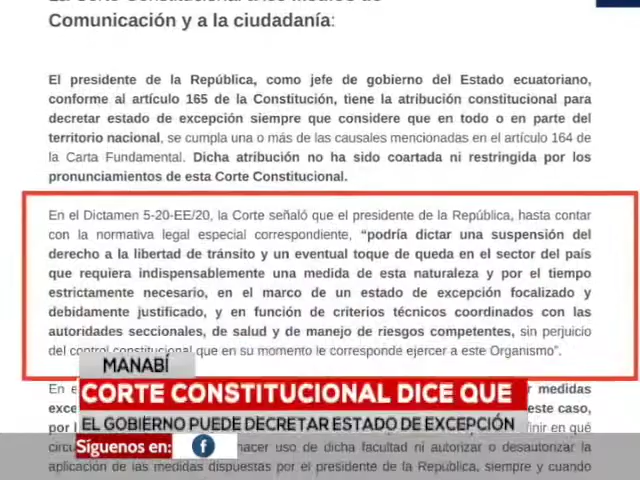 Comunicación y a la ciudadanía:
El presidente de la República, como jefe de gobierno del Estado ecuatoriano,
conforme al artículo 165 de la Constitución, tiene la atribución constitucional para
decretar estado de excepción siempre que considere que en todo o en parte del
territorio nacional, se cumpla una o más de las causales mencionadas en el artículo 164 de
la Carta Fundamental. Dicha atribución no ha sido coartada ni restringida por los
pronunciamientos de esta Corte Constitucional.
En el Dictamen 5-20-EE/20, la Corte señaló que el presidente de la República, hasta contar
con la normativa legal especial correspondiente, “podría dictar una suspensión del
derecho a la libertad de tránsito y un eventual toque de queda en el sector del país
que requiera indispensablemente una medida de esta naturaleza y por el tiempo
estrictamente necesario, en el marco de un estado de excepción focalizado y
debidamente justificado, y en función de criterios técnicos coordinados con las
autoridades seccionales, de salud y de manejo de riesgos competentes, sin perjuicio
del control constitucional que en su momento le corresponde ejercer a este Organismo”.
MANABÍ
En e medidas
CORTE CONSTITUCIONAL DICE QUE
exce este caso,
EL GOBIERNO PUEDE DECRETAR ESTADO DE EXCEPCIÓN
por en qué
Síguenos en: f
circu hacer uso de dicha facultad ni autorizar o desautorizar la
aplicación de las medidas dispuestas por el presidente de la República, siempre y cuando